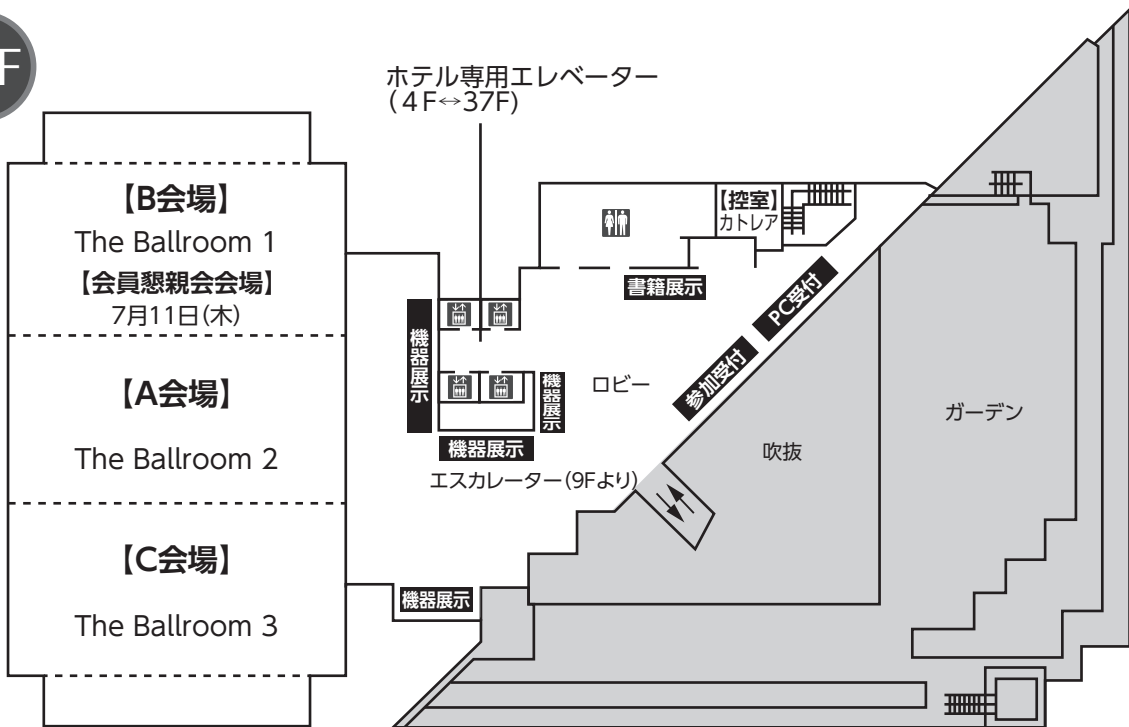 F
ホテル専用エレベーター
(4F↔37F)
【B会場】
The Ballroom 1
【会員懇親会会場】
7月11日(木)
【A会場】
The Ballroom 2
【C会場】
The Ballroom 3
機器展示
機器展示
機器展示
エスカレーター(9Fより)
機器展示
ロビー
【控室】
カトレア
書籍展示
PC受付
参加受付
吹抜
ガーデン